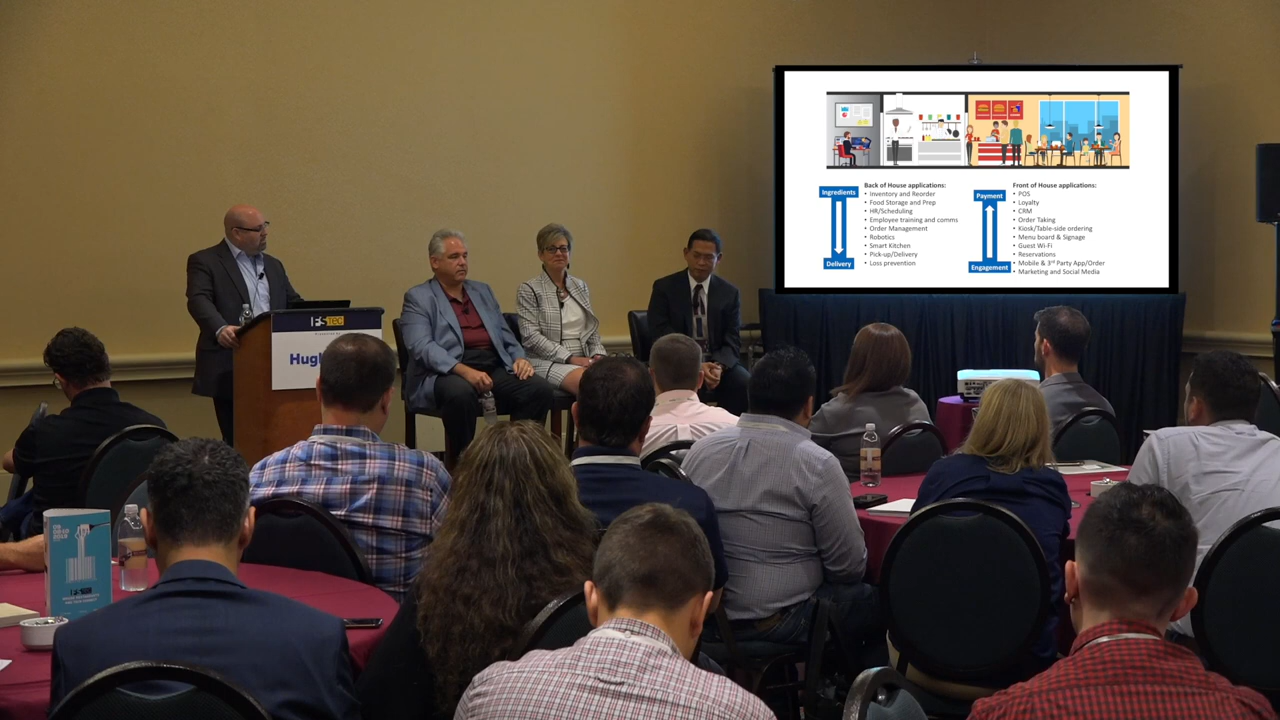 Back of House applications:
Ingredients
• Inventory and Reorder
• Food Storage and Prep
• HR/Scheduling
• Employee training and comms
• Order Management
• Robotics
• Smart Kitchen
• Pick-up/Delivery
Delivery
• Loss prevention
Front of House applications:
Payment
• POS
• Loyalty
• CRM
• Order Taking
• Kiosk/Table-side ordering
• Menu board & Signage
• Guest Wi-Fi
• Reservations
• Mobile & 3rd Party App/Order
Engagement
• Marketing and Social Media
FSTEC
Hugh
FSTEC